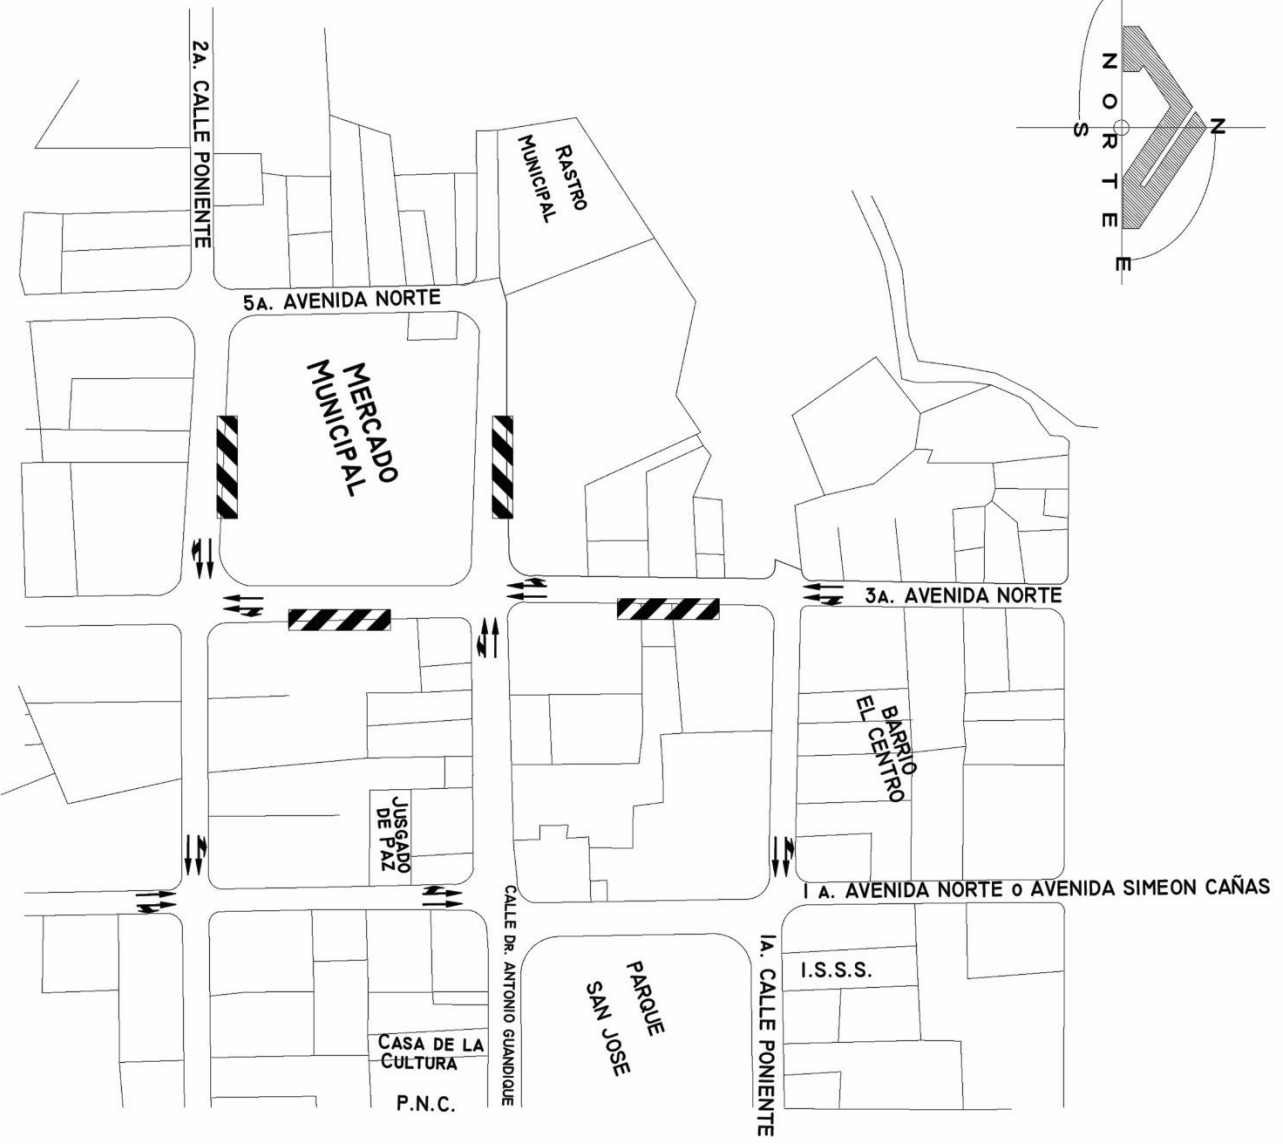 2A. CALLE PONIENTE
NORTE
S
N
E
RASTRO
MUNICIPAL
5A. AVENIDA NORTE
MERCADO
MUNICIPAL
3A. AVENIDA NORTE
BARRIO
EL CENTRO
JUSGADO
DE PAZ
1 A. AVENIDA NORTE o AVENIDA SIMEON CAÑAS
CALLE DR. ANTONIO GUANDIQUE
1A. CALLE PONIENTE
I.S.S.S.
PARQUE
SAN JOSE
CASA DE LA
CULTURA
P.N.C.